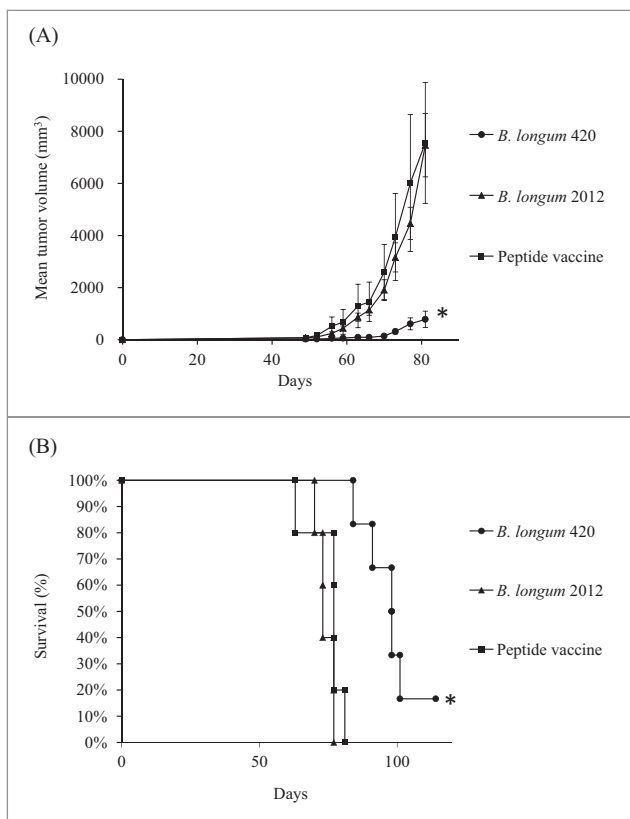 (A)
Mean tumor volume (mm³)
10000
8000
6000
4000
2000
0
0 20 40 60 80
Days
*
B. longum 420
B. longum 2012
Peptide vaccine
(B)
Survival (%)
100%
90%
80%
70%
60%
50%
40%
30%
20%
10%
0%
0 50 100
Days
*
B. longum 420
B. longum 2012
Peptide vaccine